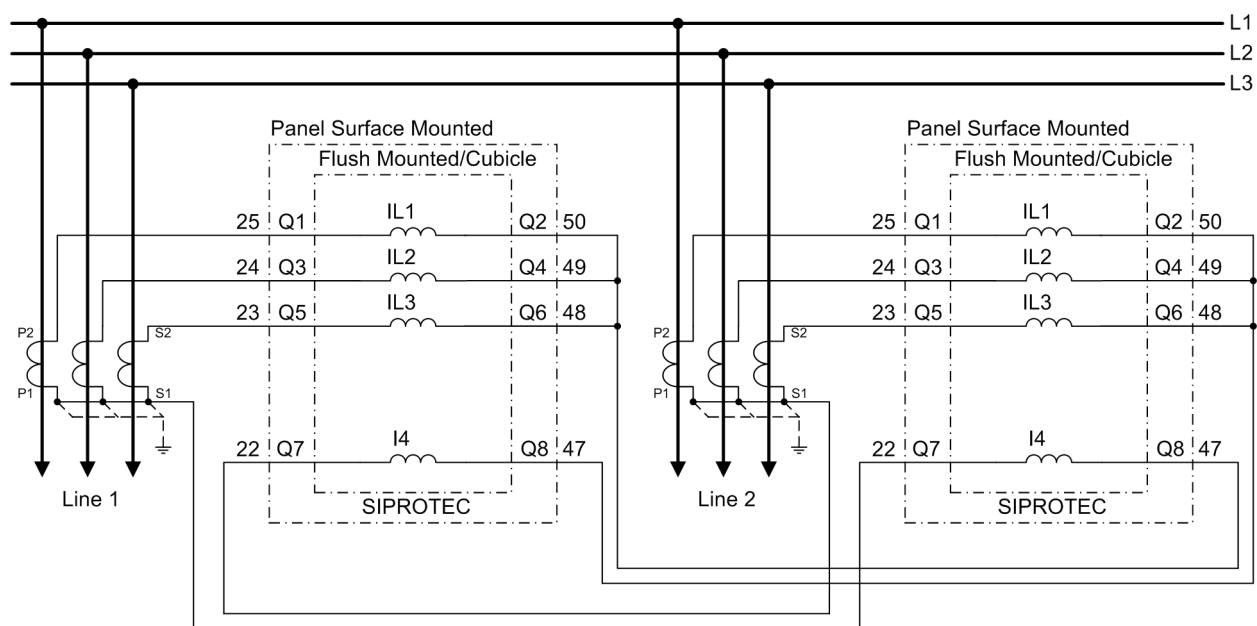 L1
L2
L3
Panel Surface Mounted
Panel Surface Mounted
Flush Mounted/Cubicle
Flush Mounted/Cubicle
25 Q1 IL1 Q2 50
25 Q1 IL1 Q2 50
24 Q3 IL2 Q4 49
24 Q3 IL2 Q4 49
23 Q5 IL3 Q6 48
23 Q5 IL3 Q6 48
P2 S2
P2 S2
P1 S1
P1 S1
22 Q7 I4 Q8 47
22 Q7 I4 Q8 47
Line 1
SIPROTEC
Line 2
SIPROTEC